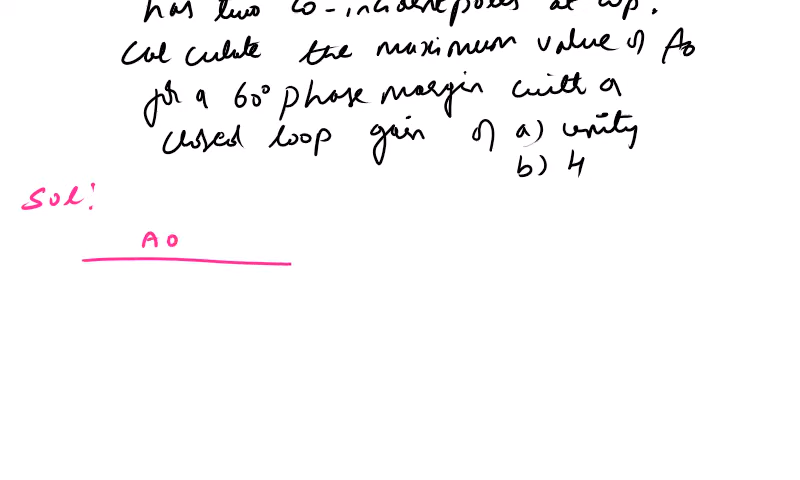 has two co-incident poles at ωp.
Calculate the maximum value of A0
for a 60° phase margin with a
closed loop gain of a) unity
b) 4
Sol:
A0